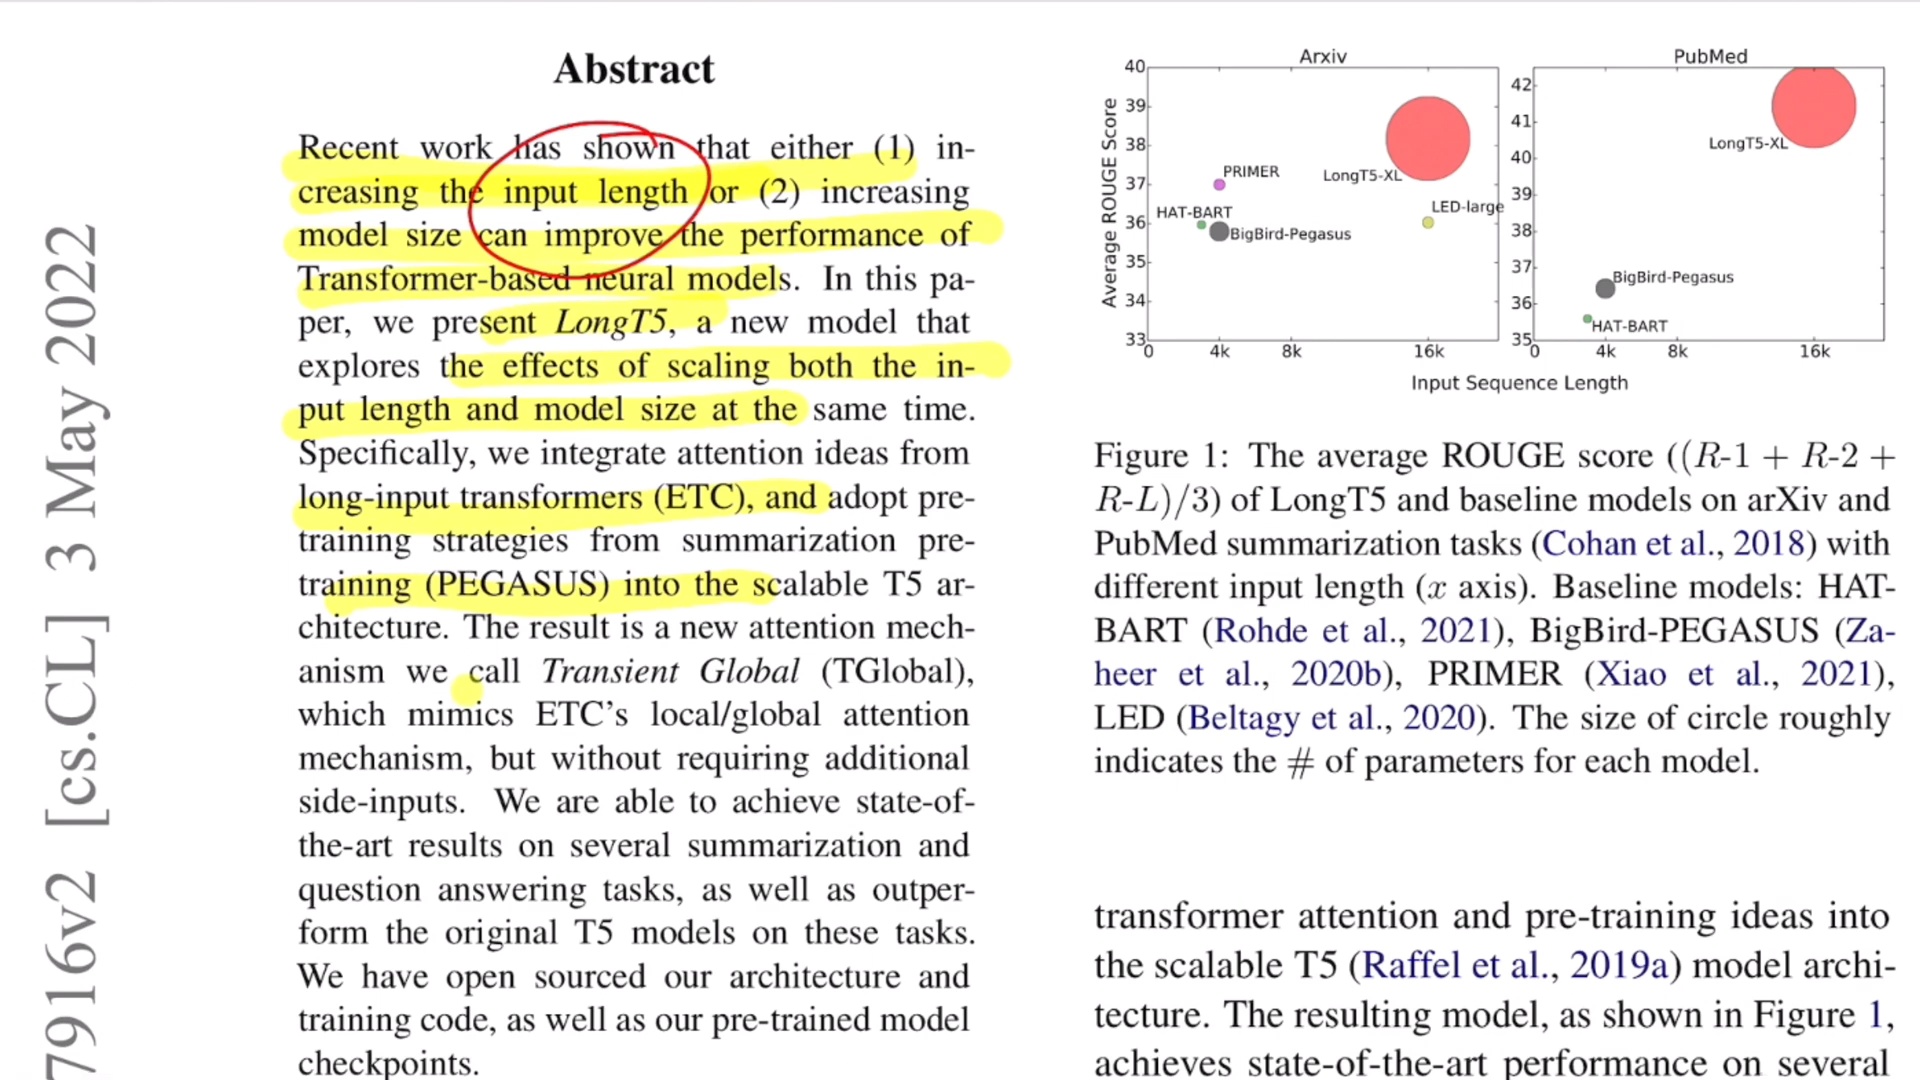 7916v2 [cs.CL] 3 May 2022
Abstract
Recent work has shown that either (1) in-
creasing the input length or (2) increasing
model size can improve the performance of
Transformer-based neural models. In this pa-
per, we present LongT5, a new model that
explores the effects of scaling both the in-
put length and model size at the same time.
Specifically, we integrate attention ideas from
long-input transformers (ETC), and adopt pre-
training strategies from summarization pre-
training (PEGASUS) into the scalable T5 ar-
chitecture. The result is a new attention mech-
anism we call Transient Global (TGlobal),
which mimics ETC's local/global attention
mechanism, but without requiring additional
side-inputs. We are able to achieve state-of-
the-art results on several summarization and
question answering tasks, as well as outper-
form the original T5 models on these tasks.
We have open sourced our architecture and
training code, as well as our pre-trained model
checkpoints.
Arxiv
Average ROUGE Score
40
39
38
37
36
35
34
33
0
4k
8k
16k
PRIMER
LongT5-XL
HAT-BART
LED-large
BigBird-Pegasus
PubMed
42
41
40
39
38
37
36
35
0
4k
8k
16k
LongT5-XL
BigBird-Pegasus
HAT-BART
Input Sequence Length
Figure 1: The average ROUGE score ((R-1 + R-2 +
R-L)/3) of LongT5 and baseline models on arXiv and
PubMed summarization tasks (Cohan et al., 2018) with
different input length (x axis). Baseline models: HAT-
BART (Rohde et al., 2021), BigBird-PEGASUS (Za-
heer et al., 2020b), PRIMER (Xiao et al., 2021),
LED (Beltagy et al., 2020). The size of circle roughly
indicates the # of parameters for each model.
transformer attention and pre-training ideas into
the scalable T5 (Raffel et al., 2019a) model archi-
tecture. The resulting model, as shown in Figure 1,
achieves state-of-the-art performance on several